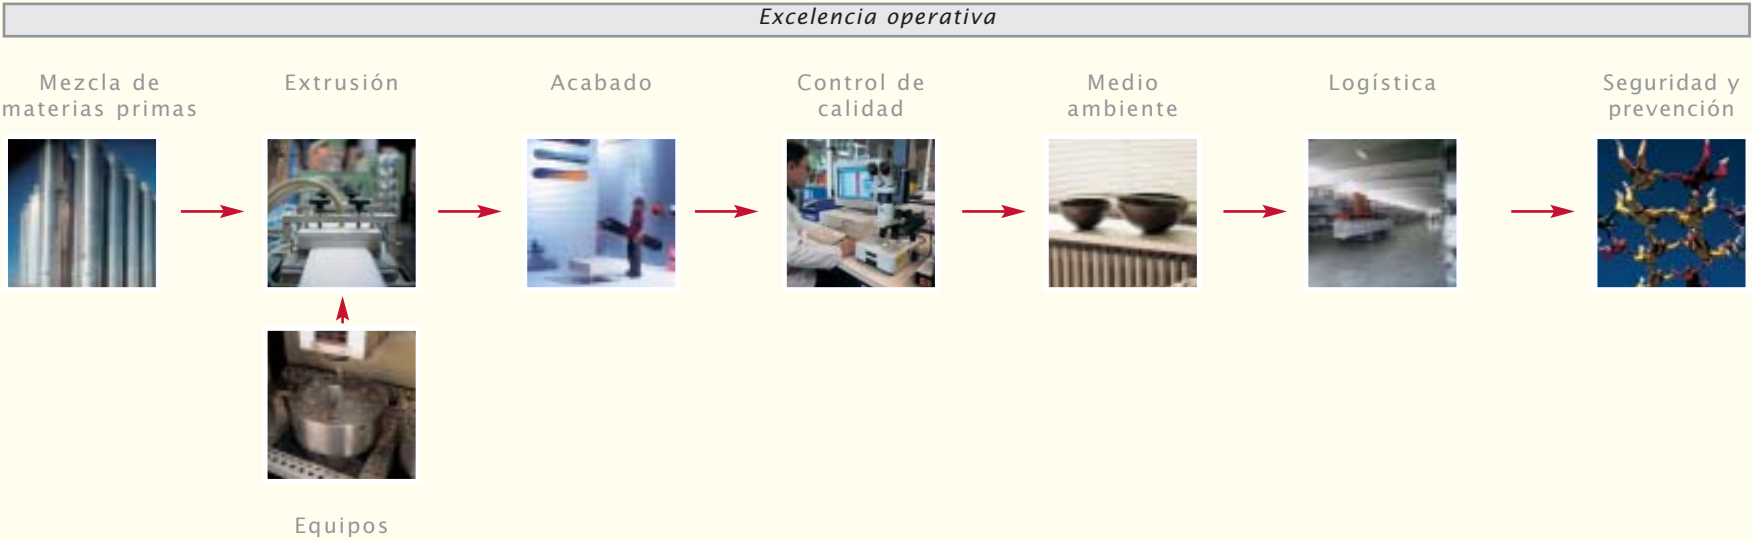 Excelencia operativa
Mezcla de
materias primas
Extrusión
Acabado
Control de
calidad
Medio
ambiente
Logística
Seguridad y
prevención
Equipos